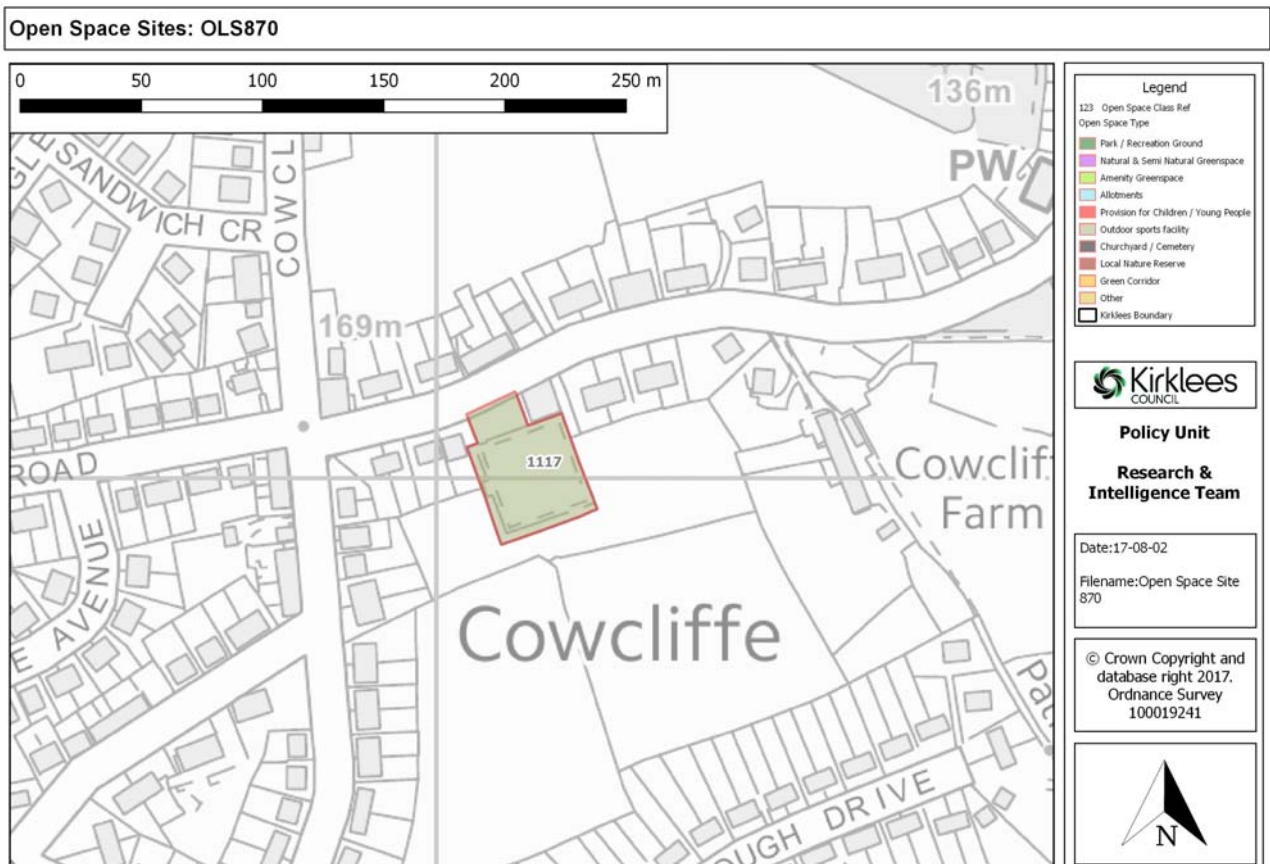 Open Space Sites: OLS870
0 50 100 150 200 250 m
136m
PW
SANDWICH CR
COWCL
169m
ROAD
1117
Cowclif
Farm
AVENUE
Cowcliffe
DRIVE
Legend
123 Open Space Class Ref
Open Space Type
Park / Recreation Ground
Natural & Semi Natural Greenspace
Amenity Greenspace
Allotments
Provision for Children / Young People
Outdoor sports facility
Churchyard / Cemetery
Local Nature Reserve
Green Corridor
Other
Kirklees Boundary
Kirklees
COUNCIL
Policy Unit
Research &
Intelligence Team
Date:17-08-02
Filename:Open Space Site
870
© Crown Copyright and
database right 2017.
Ordnance Survey
100019241
N